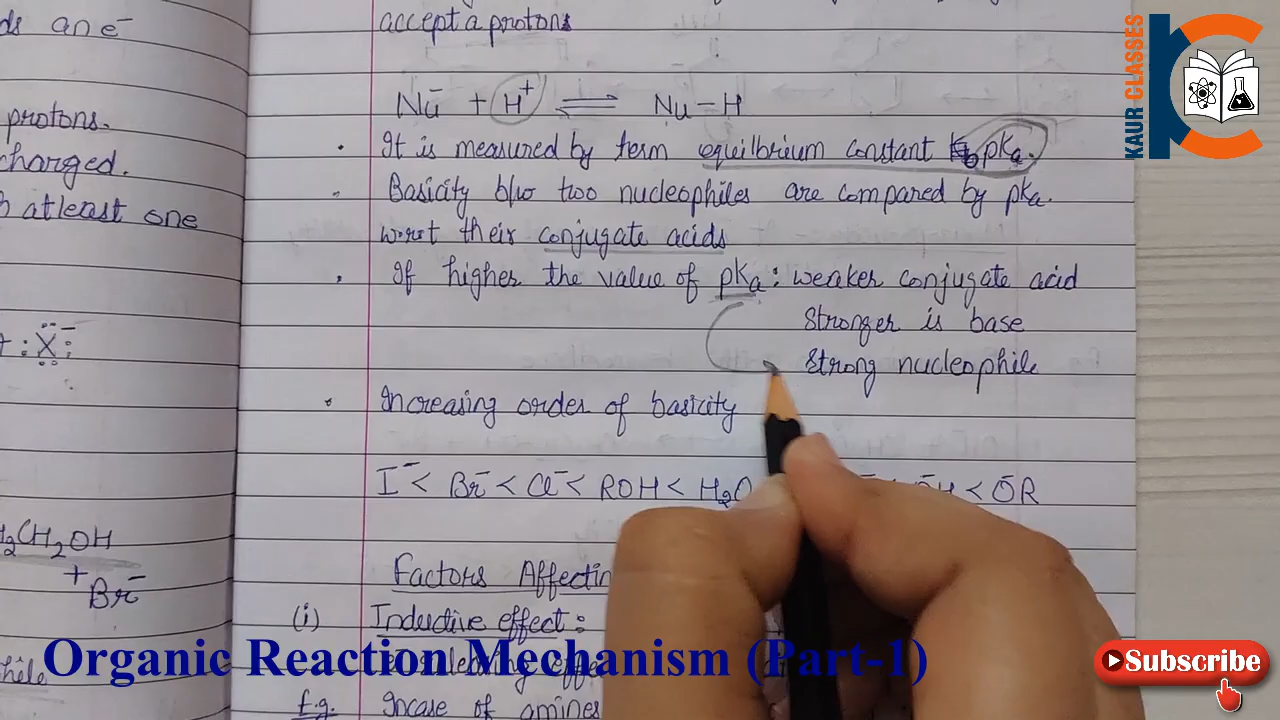 ds an e⁻
protons.
charged.
atleast one
+ :X:⁻
H₂CH₂OH
+
Br⁻
phile
accept a protons
Nu + H⁺ ⇌ Nu-H
• It is measured by term equilbrium constant pKa.
• Basicity b/w two nucleophiles are compared by pKa.
w.r.t their conjugate acids
• If higher the value of pKa: weaker conjugate acid
Stronger is base
Strong nucleophile
• Increasing order of basicity
I⁻ < Br⁻ < Cl⁻ < ROH < H₂O < ŌR
Factors Affectin
(i) Inductive effect:
e.g. Incase of amines
Organic Reaction Mechanism (Part-1)
KAUR CLASSES
Subscribe